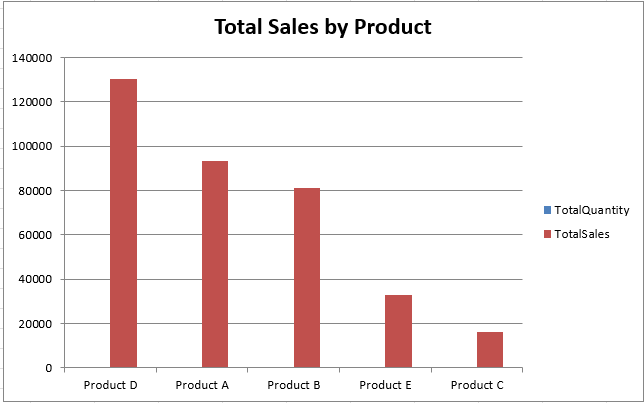 Total Sales by Product
140000
120000
100000
80000
60000
40000
20000
0
Product D
Product A
Product B
Product E
Product C
TotalQuantity
TotalSales